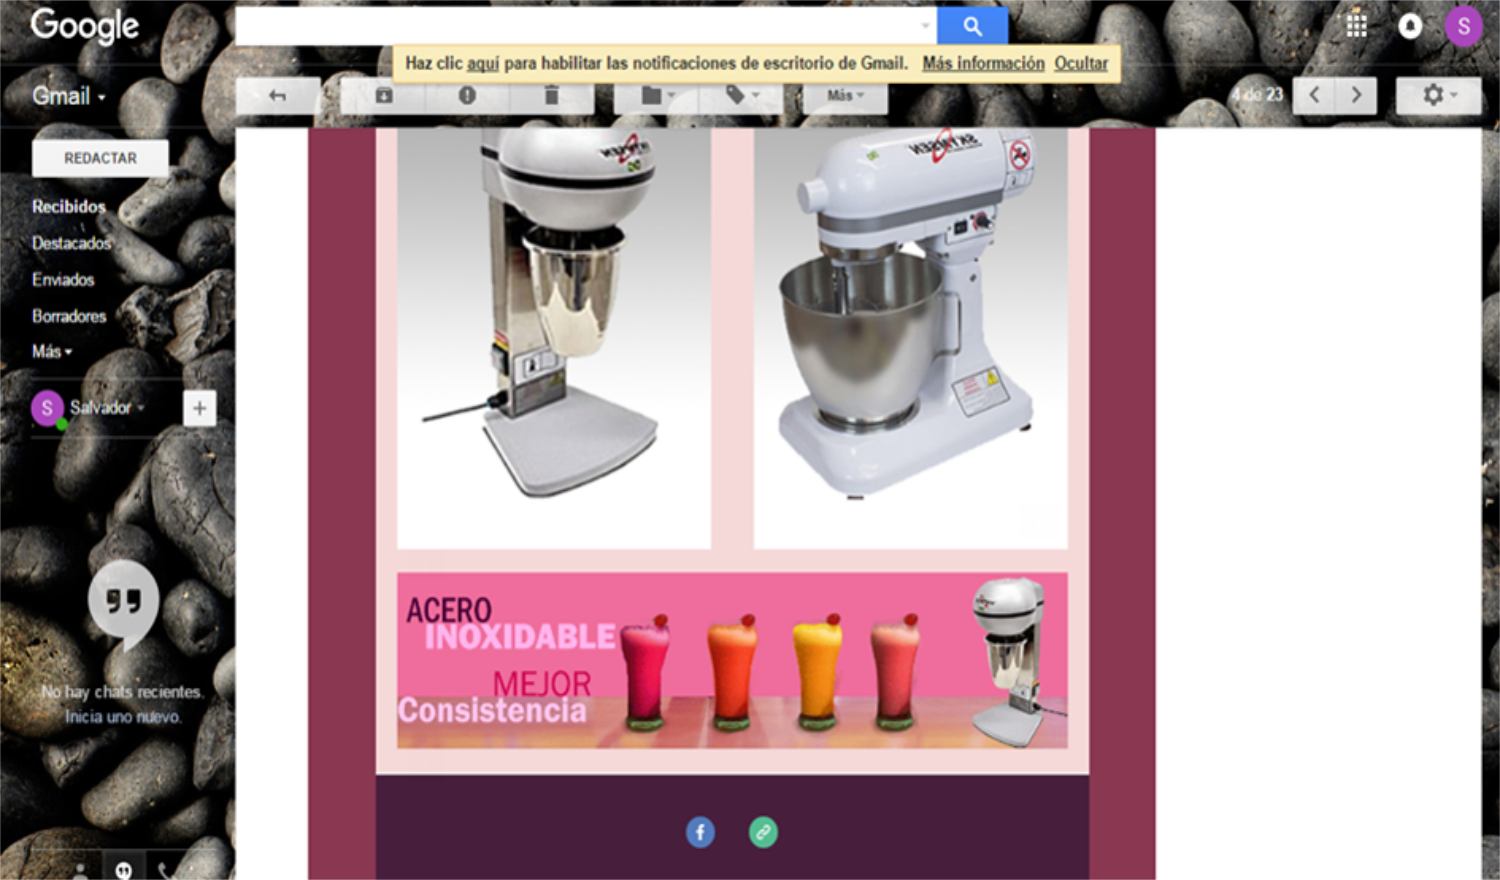 Google
S
Haz clic aquí para habilitar las notificaciones de escritorio de Gmail. Más información Ocultar
Gmail
Más
4 de 23
REDACTAR
Recibidos
Destacados
Enviados
Borradores
Más
S Salvador +
No hay chats recientes.
Inicia uno nuevo.
SKYMSEN
ACERO
INOXIDABLE
MEJOR
Consistencia
f